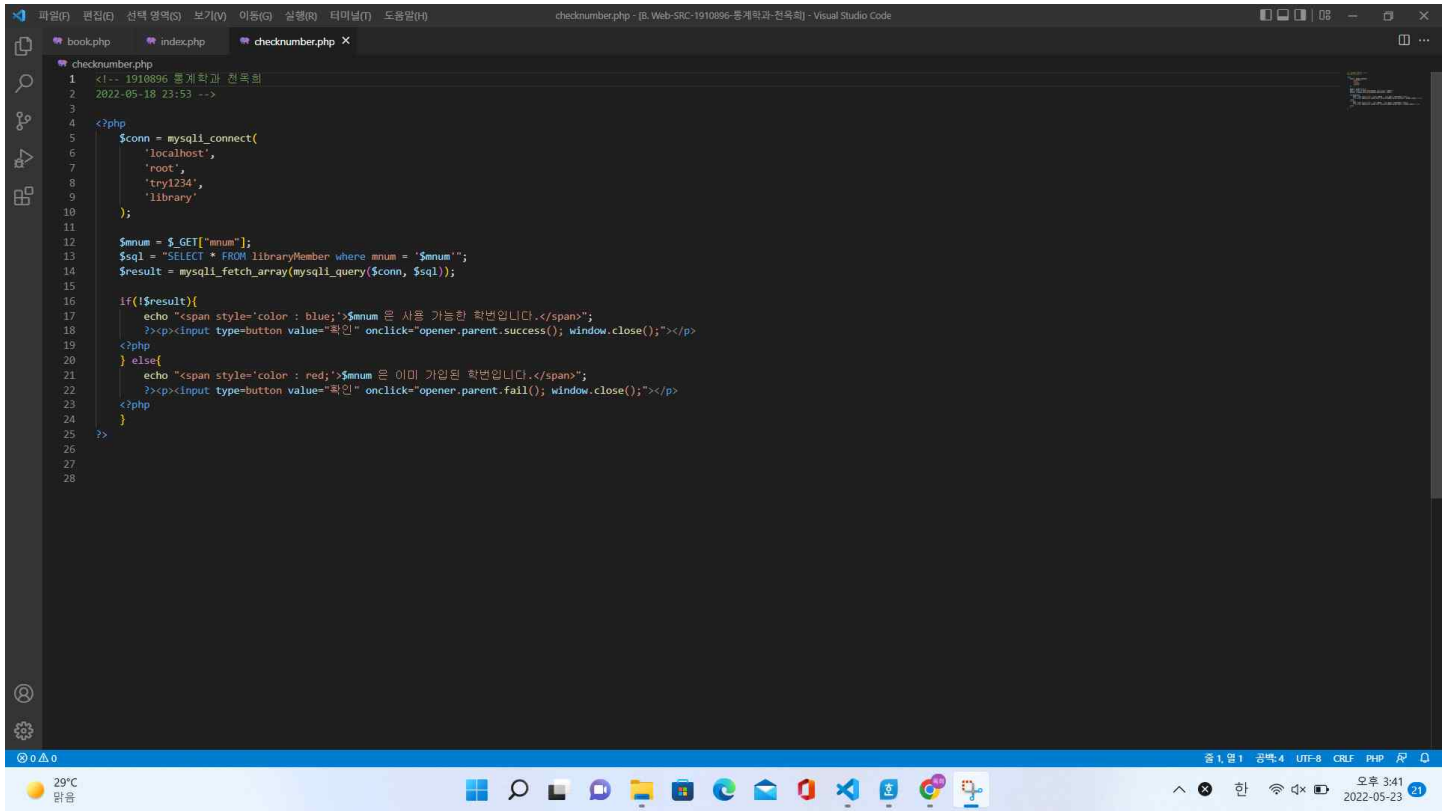 파일(F) 편집(E) 선택 영역(S) 보기(V) 이동(G) 실행(R) 터미널(T) 도움말(H) checknumber.php - [B. Web-SRC-1910896-통계학과-천옥희] - Visual Studio Code
book.php index.php checknumber.php
checknumber.php
1 <!-- 1910896 통계학과 천옥희
2 2022-05-18 23:53 -->
3
4 <?php
5 $conn = mysqli_connect(
6 'localhost',
7 'root',
8 'try1234',
9 'library'
10 );
11
12 $mnum = $_GET["mnum"];
13 $sql = "SELECT * FROM libraryMember where mnum = '$mnum'";
14 $result = mysqli_fetch_array(mysqli_query($conn, $sql));
15
16 if(!$result){
17 echo "<span style='color : blue;'>$mnum 은 사용 가능한 학번입니다.</span>";
18 ?><p><input type=button value="확인" onclick="opener.parent.success(); window.close();"></p>
19 <?php
20 } else{
21 echo "<span style='color : red;'>$mnum 은 이미 가입된 학번입니다.</span>";
22 ?><p><input type=button value="확인" onclick="opener.parent.fail(); window.close();"></p>
23 <?php
24 }
25 ?>
26
27
28
0 0 줄 1, 열 1 공백: 4 UTF-8 CRLF PHP
29°C
맑음
한
오후 3:41
2022-05-23
21